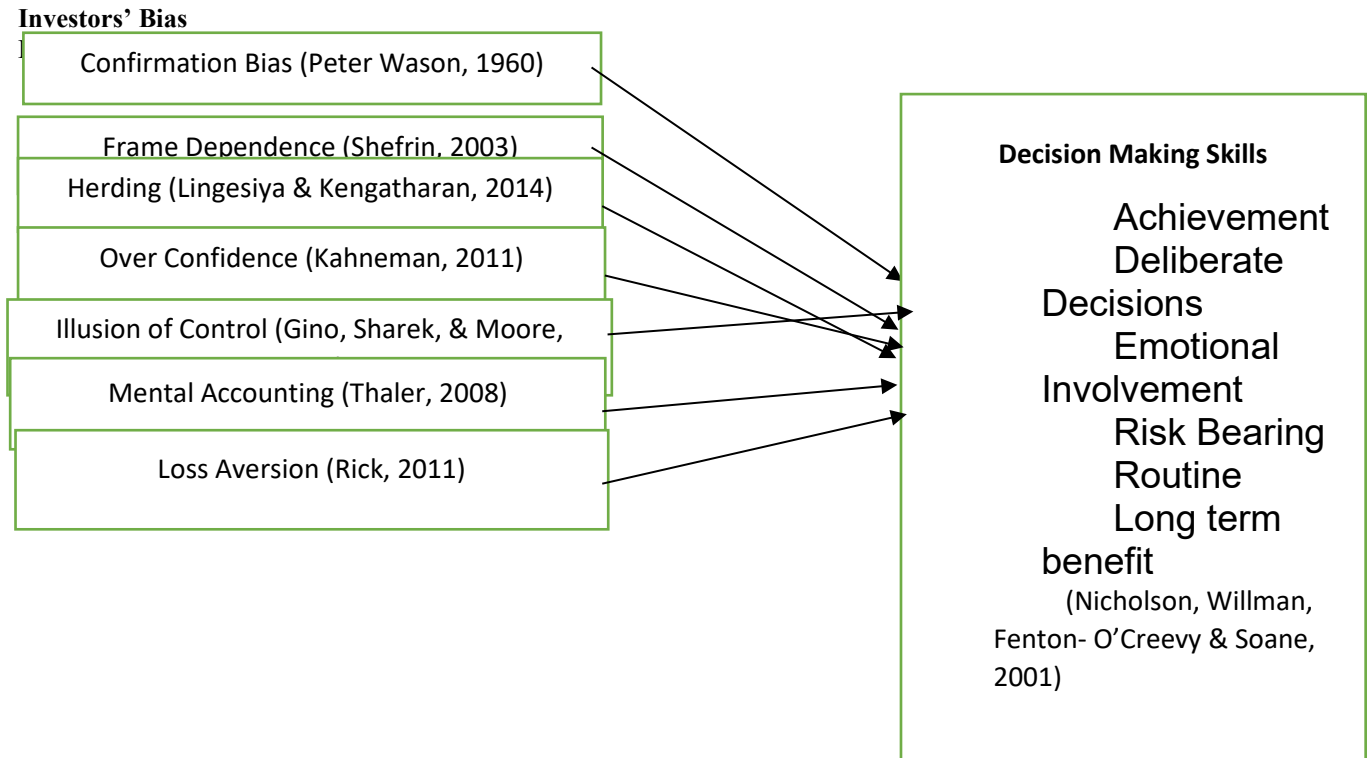 Investors’ Bias
Confirmation Bias (Peter Wason, 1960)
Frame Dependence (Shefrin, 2003)
Herding (Lingesiya & Kengatharan, 2014)
Over Confidence (Kahneman, 2011)
Illusion of Control (Gino, Sharek, & Moore,
Mental Accounting (Thaler, 2008)
Loss Aversion (Rick, 2011)
Decision Making Skills
Achievement
Deliberate
Decisions
Emotional
Involvement
Risk Bearing
Routine
Long term
benefit
(Nicholson, Willman,
Fenton- O’Creevy & Soane,
2001)